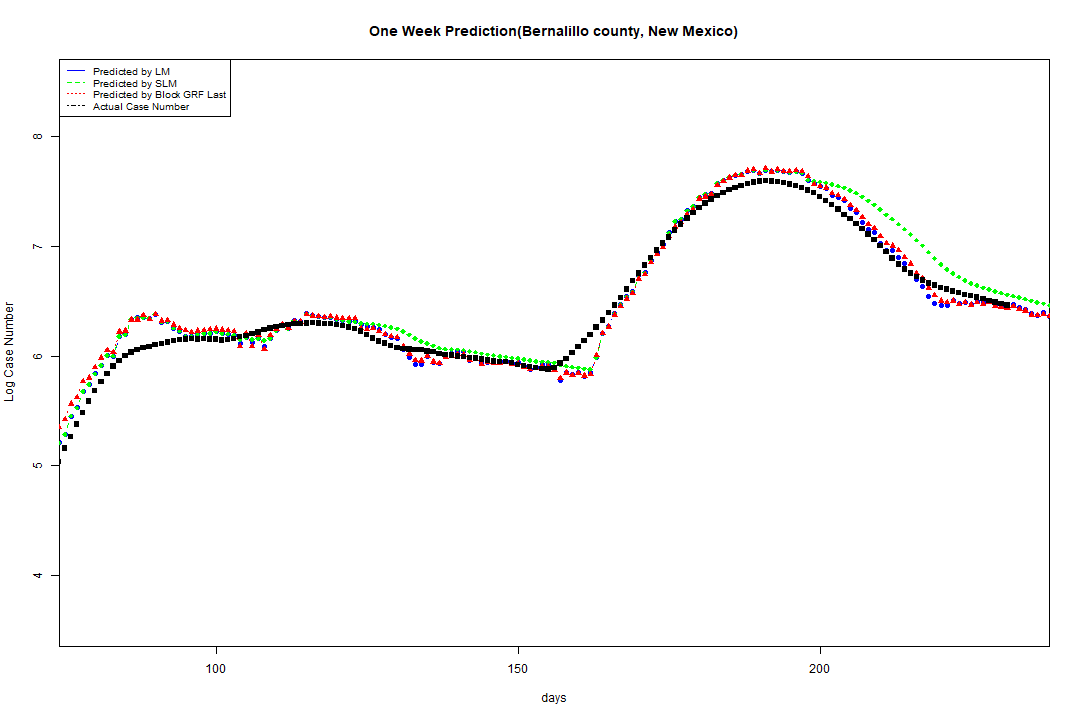 One Week Prediction(Bernalillo county, New Mexico)
Predicted by LM
Predicted by SLM
Predicted by Block GRF Last
Actual Case Number
8
7
6
5
4
Log Case Number
100
150
200
days